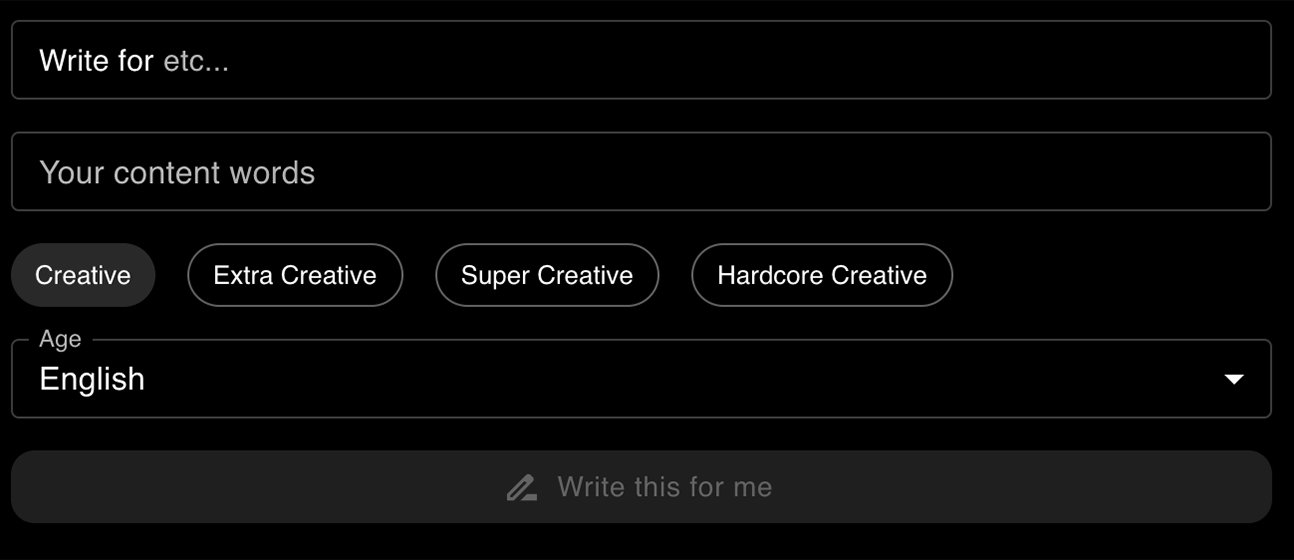 Write for etc...
Your content words
Creative Extra Creative Super Creative Hardcore Creative
Age
English
Write this for me